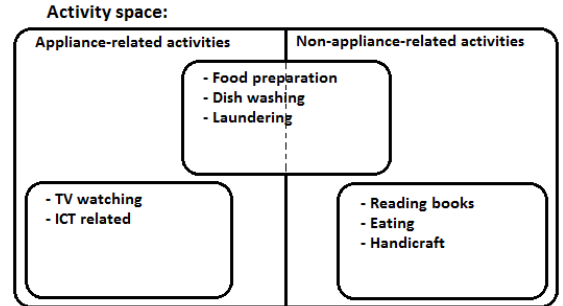 Activity space:
Appliance-related activities
Non-appliance-related activities
- Food preparation
- Dish washing
- Laundering
- TV watching
- ICT related
- Reading books
- Eating
- Handicraft